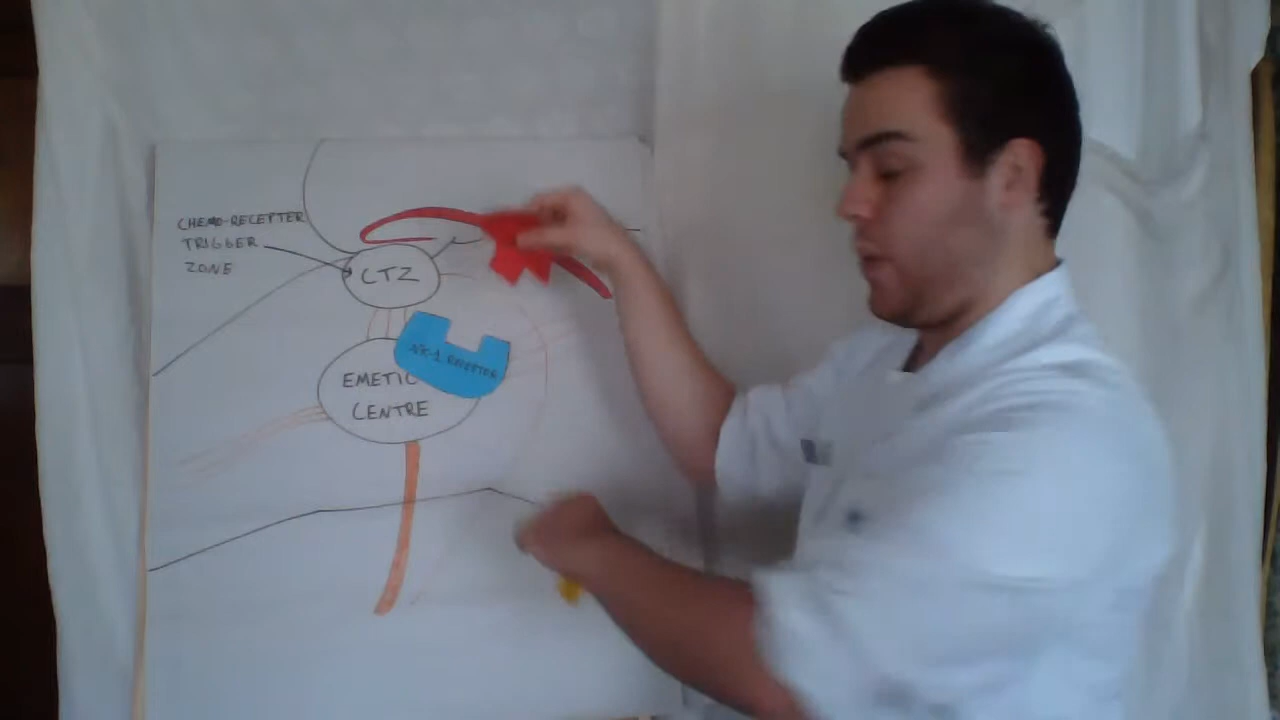 CHEMO-RECEPTER
TRIGGER
ZONE
CTZ
NK-1 RECEPTOR
EMETIC
CENTRE